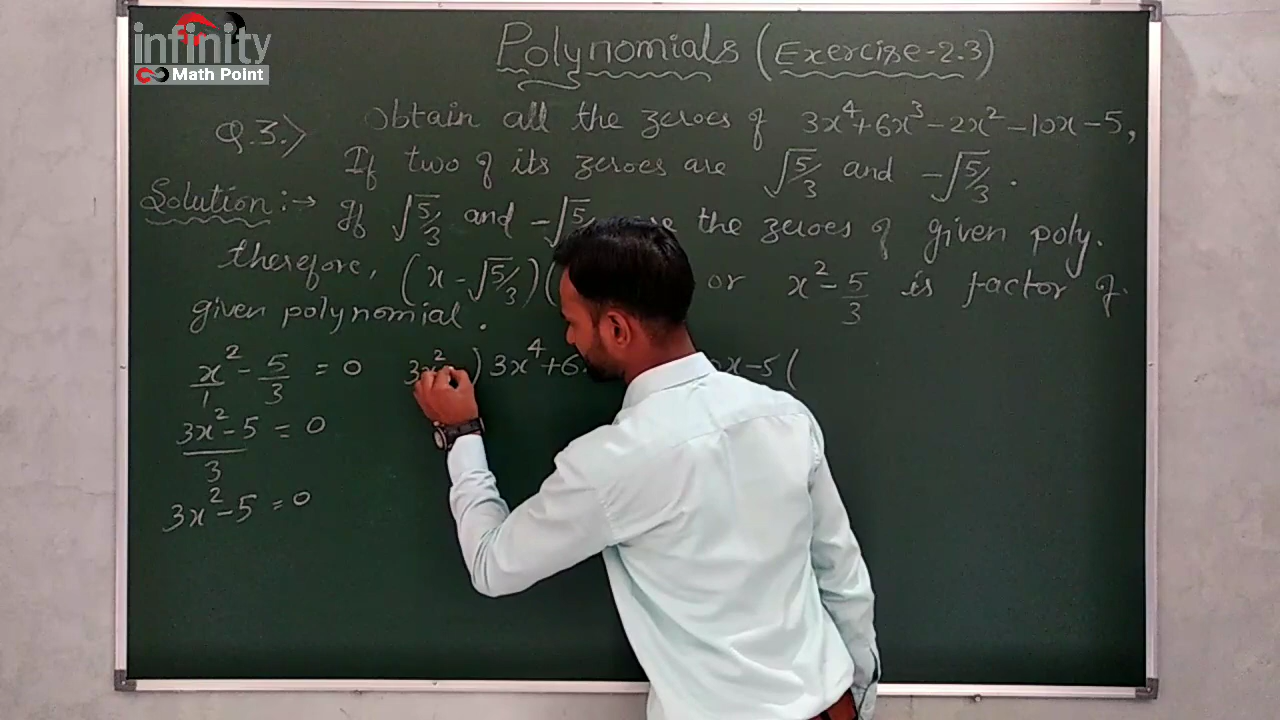 infinity
Math Point
Polynomials (Exercise-2.3)
Q.3.> Obtain all the zeroes of 3x⁴+6x³-2x²-10x-5,
If two of its zeroes are √5/3 and -√5/3.
Solution:→ If √5/3 and -√5 the zeroes of given poly.
therefore, (x-√5/3)( or x²-5/3 is factor of
given polynomial.
x²/1 - 5/3 = 0 3x² ) 3x⁴+6 x-5 (
3x²-5/3 = 0
3x²-5=0